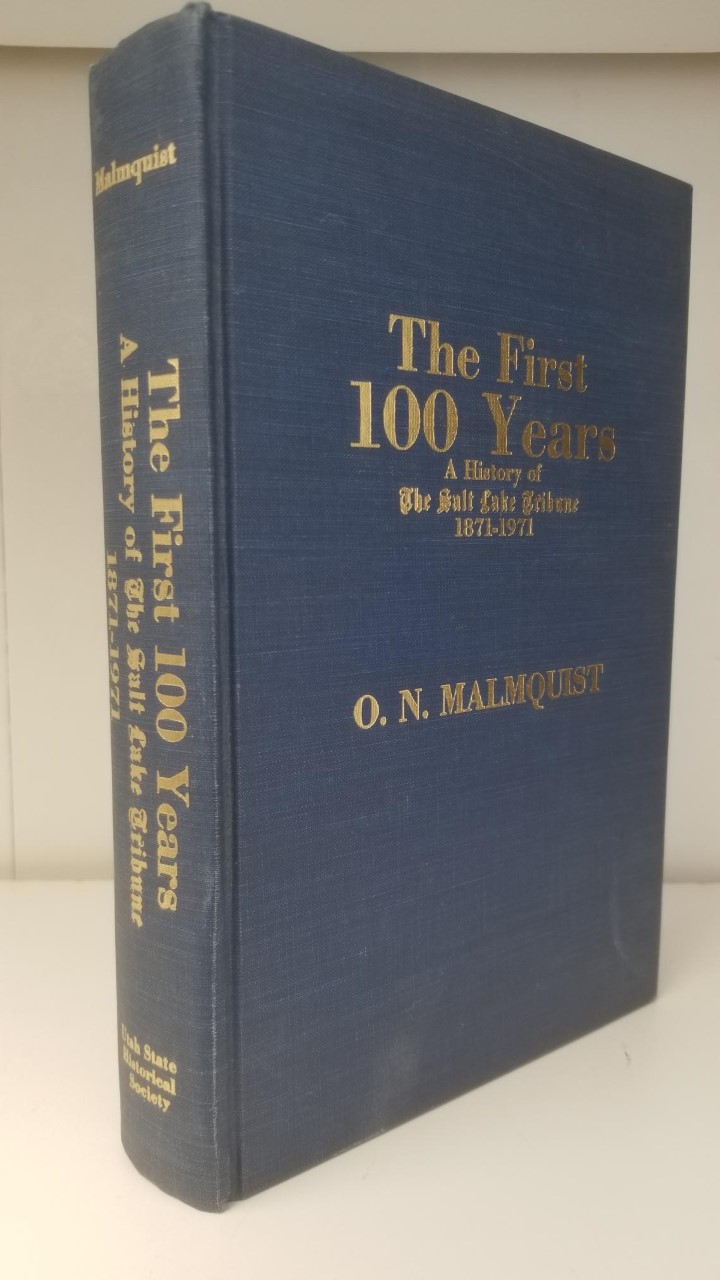 Malmquist
The First 100 Years
A History of The Salt Lake Tribune
1871-1971
Utah State
Historical
Society
The First
100 Years
A History of
The Salt Lake Tribune
1871-1971
O. N. MALMQUIST